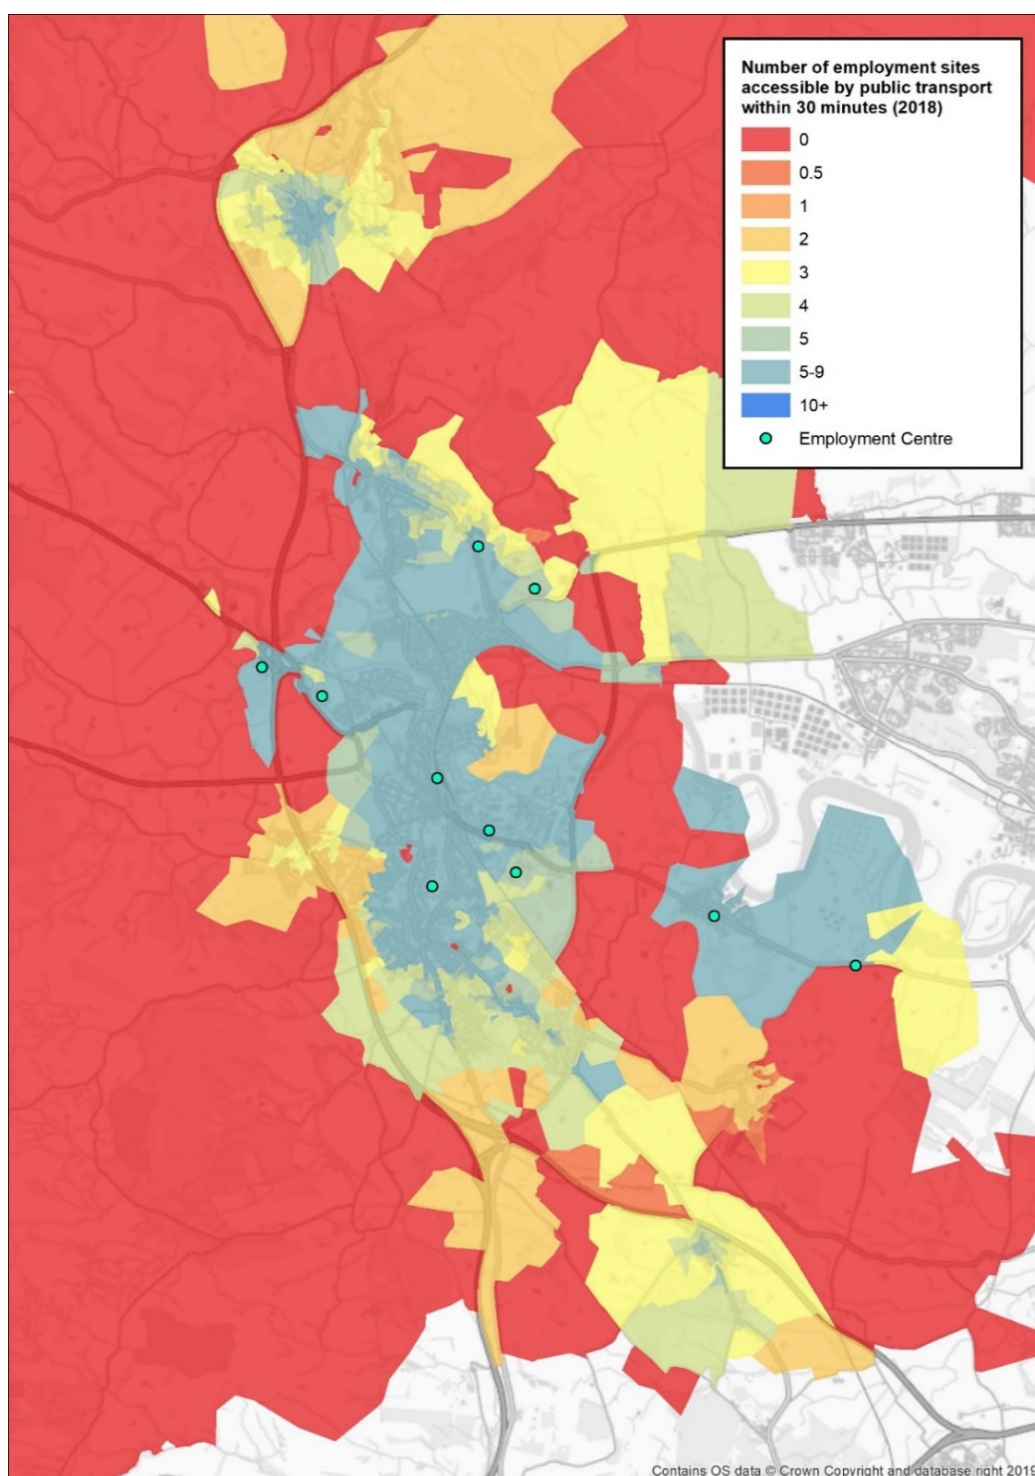 Number of employment sites
accessible by public transport
within 30 minutes (2018)
0
0.5
1
2
3
4
5
5-9
10+
Employment Centre
Contains OS data © Crown Copyright and database right 2019